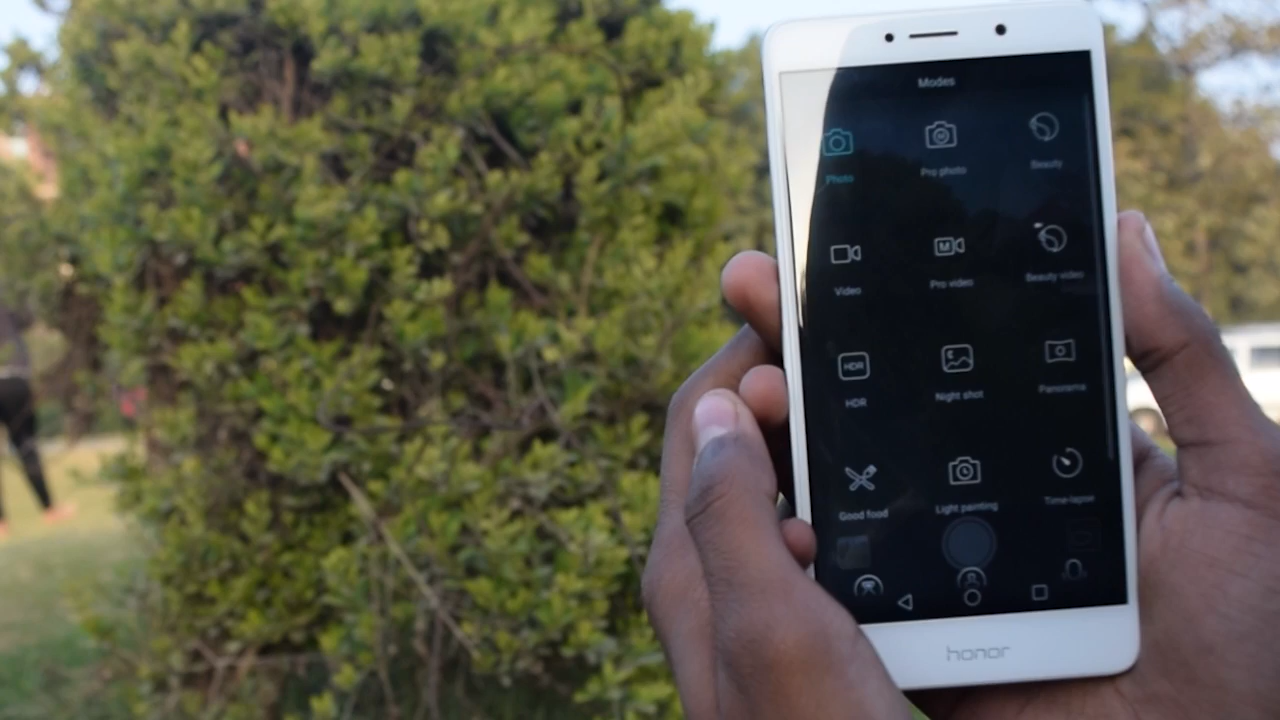 Modes
Photo Pro photo Beauty
M
Video Pro video Beauty video
HDR
HDR Night shot Panorama
Good food Light painting Time-lapse
honor